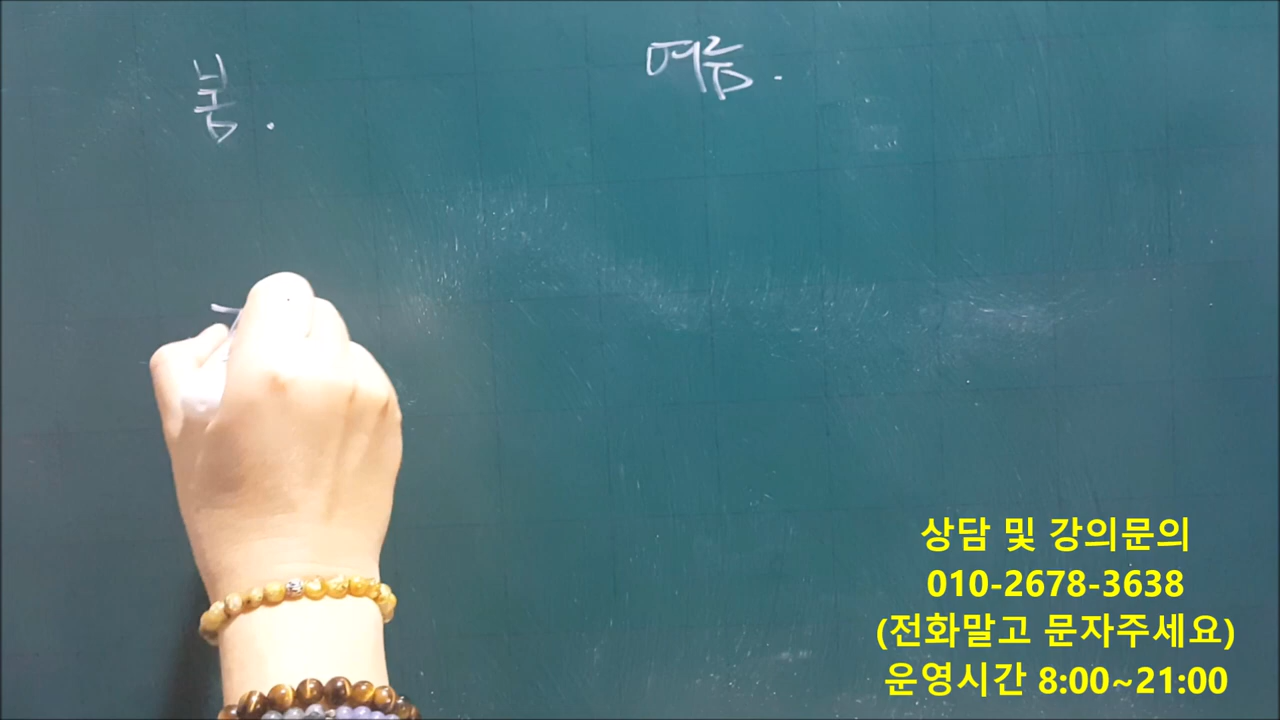 봄.
여름.
상담 및 강의문의
010-2678-3638
(전화말고 문자주세요)
운영시간 8:00~21:00